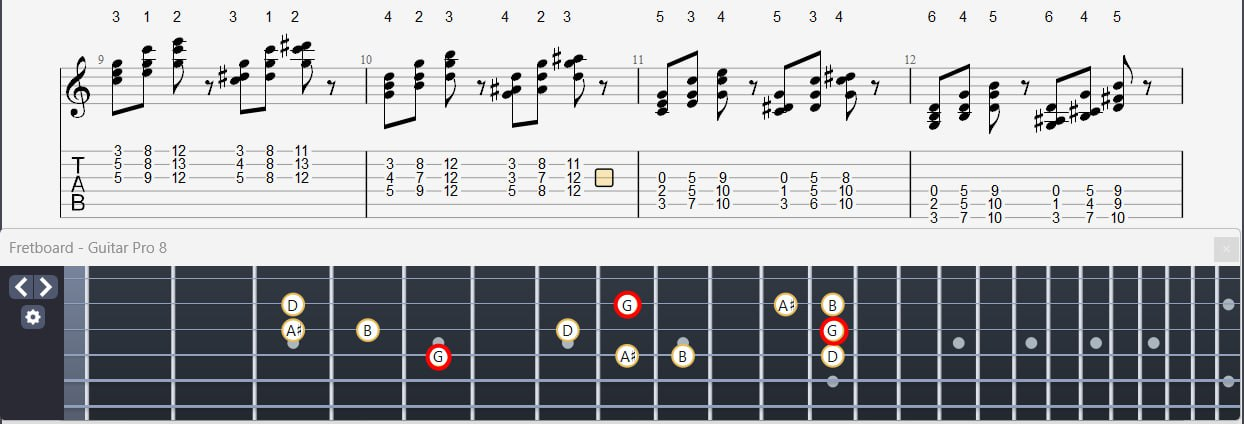 3 1 2 3 1 2 4 2 3 4 2 3 5 3 4 5 3 4 6 4 5 6 4 5
9 10 11 12
3 8 12 3 8 11
T 5 8 13 4 8 13 3 8 12 3 8 11
5 9 12 5 8 12 4 7 12 3 7 12 0 5 9 0 5 8
A 5 9 12 5 8 12 2 5 10 1 5 10 0 5 9 0 5 9
B 3 7 10 3 6 10 2 5 10 1 4 9
3 7 10 3 7 10
Fretboard - Guitar Pro 8
D G A♯ B
A♯ B D G
G A♯ B D